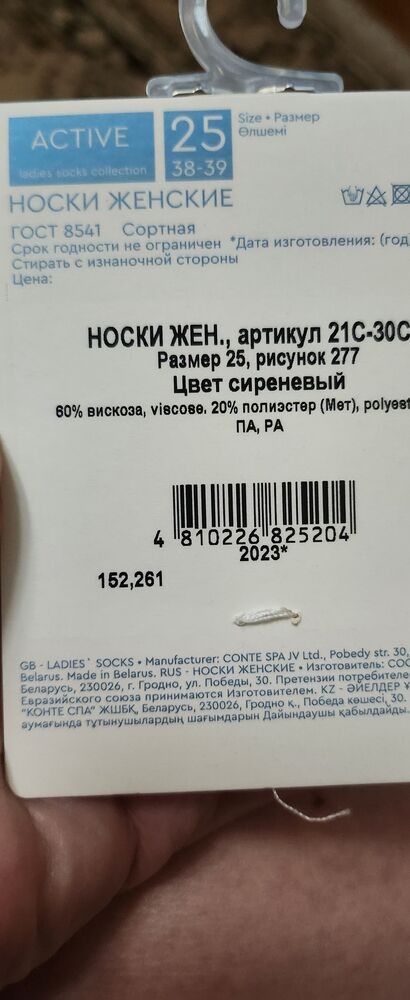 ACTIVE
ladies socks collection
25
38-39
Size • Размер
Өлшемі
НОСКИ ЖЕНСКИЕ
ГОСТ 8541 Сортная
Срок годности не ограничен *Дата изготовления: (год
Стирать с изнаночной стороны
Цена:
НОСКИ ЖЕН., артикул 21С-30С
Размер 25, рисунок 277
Цвет сиреневый
60% вискоза, viscose. 20% полиэстер (Мет), polyest
ПА, PA
4 810226 825204
2023*
152,261
GB - LADIES` SOCKS • Manufacturer: CONTE SPA JV Ltd., Pobedy str. 30,
Belarus. Made in Belarus. RUS - НОСКИ ЖЕНСКИЕ • Изготовитель: СОО
Беларусь, 230026, г. Гродно, ул. Победы, 30. Претензии потребителе
Евразийского союза принимаются Изготовителем. KZ - ӘЙЕЛДЕР
"КОНТЕ СПА" ЖШБК, Беларусь, 230026, Гродно қ., Победа көшесі, 30.
аумағында тұтынушылардың шағымдарын Дайындаушы қабылдайды.